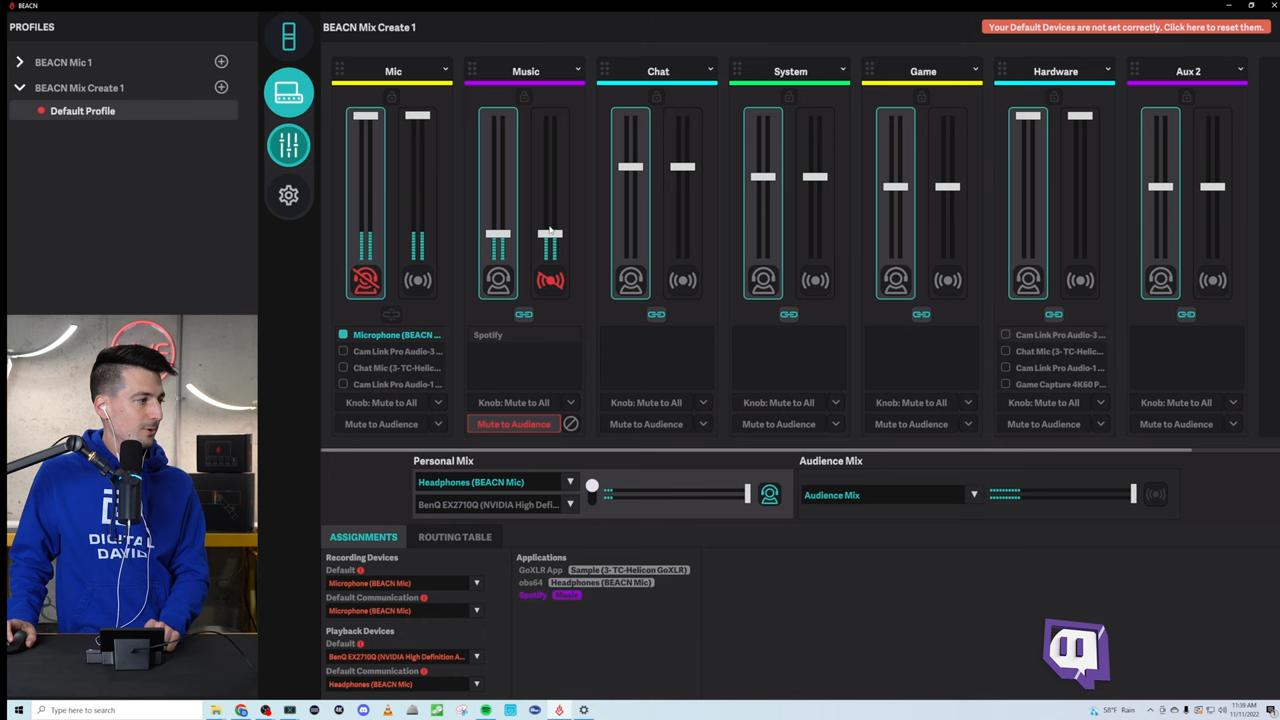 BEACN
PROFILES
BEACN Mic 1
BEACN Mix Create 1
Default Profile
BEACN Mix Create 1
Your Default Devices are not set correctly. Click here to reset them.
Mic
Music
Chat
System
Game
Hardware
Aux 2
Microphone (BEACN ...
Cam Link Pro Audio-3 ...
Chat Mic (3- TC-Helic...
Cam Link Pro Audio-1 ...
Spotify
Cam Link Pro Audio-3 ...
Chat Mic (3- TC-Helic...
Cam Link Pro Audio-1 ...
Game Capture 4K60 P...
Knob: Mute to All
Knob: Mute to All
Knob: Mute to All
Knob: Mute to All
Knob: Mute to All
Knob: Mute to All
Knob: Mute to All
Mute to Audience
Mute to Audience
Mute to Audience
Mute to Audience
Mute to Audience
Mute to Audience
Mute to Audience
Personal Mix
Headphones (BEACN Mic)
BenQ EX2710Q (NVIDIA High Defi...
Audience Mix
Audience Mix
ASSIGNMENTS
ROUTING TABLE
Recording Devices
Default
Microphone (BEACN Mic)
Default Communication
Microphone (BEACN Mic)
Playback Devices
Default
BenQ EX2710Q (NVIDIA High Definition A...
Default Communication
Headphones (BEACN Mic)
Applications
GoXLR App Sample (3- TC-Helicon GoXLR)
obs64 Headphones (BEACN Mic)
Spotify Music
DIGITAL
DAVID
Type here to search
58°F Rain
11:39 AM
11/11/2022